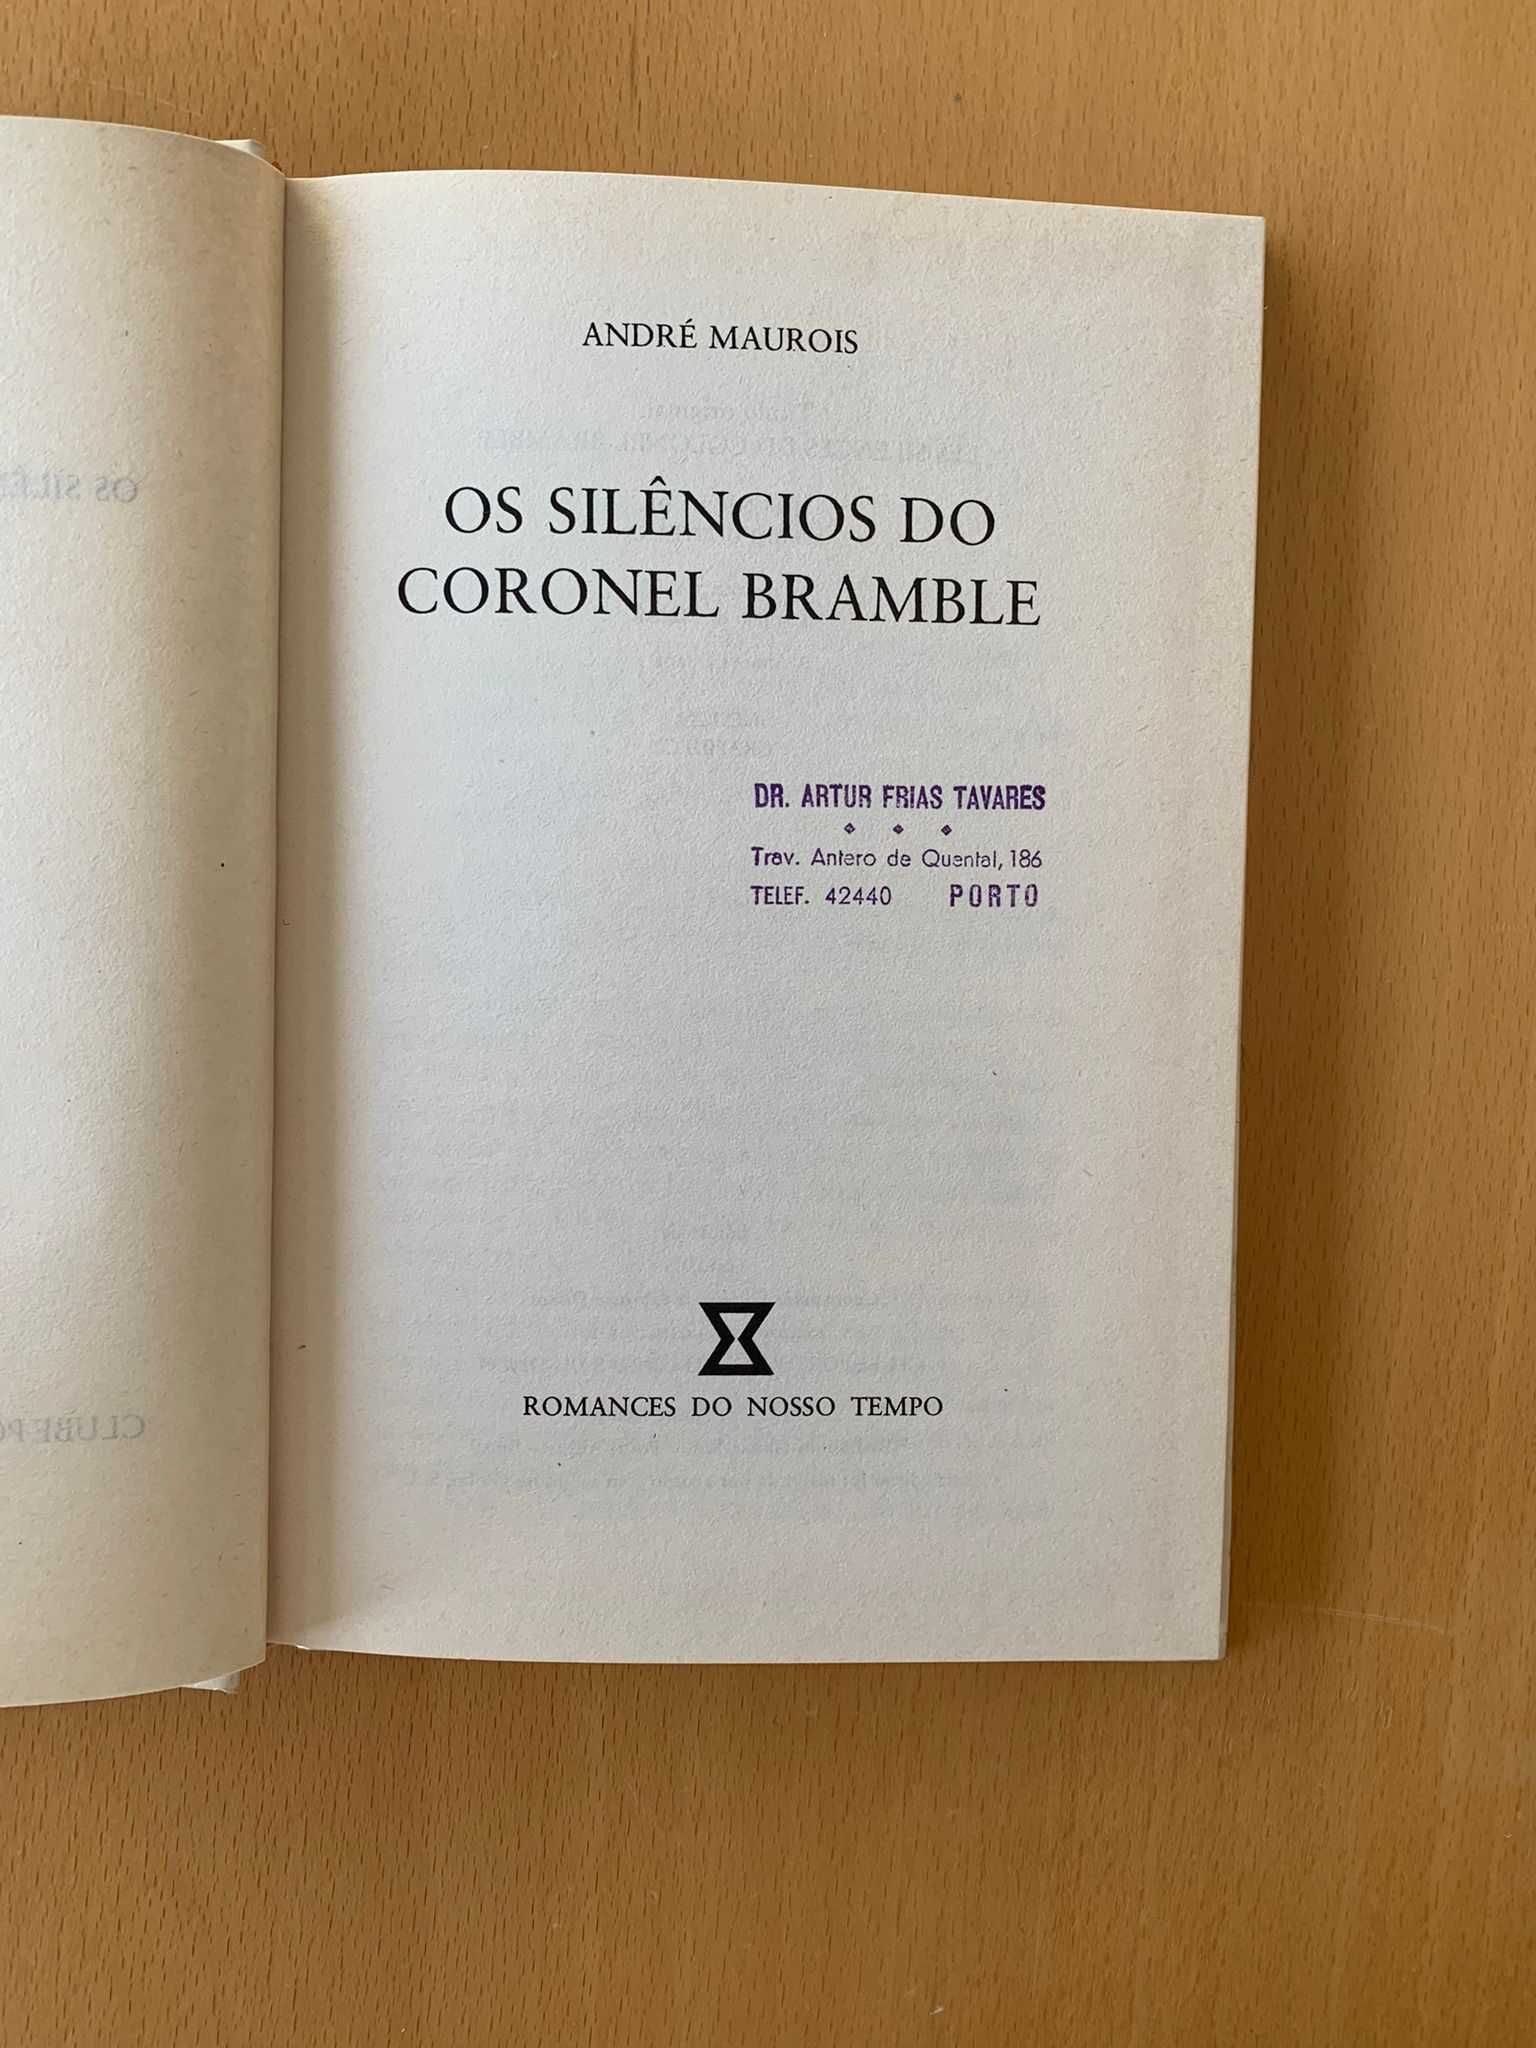 ANDRÉ MAUROIS
OS SILÊNCIOS DO
CORONEL BRAMBLE
DR. ARTUR FRIAS TAVARES
Trav. Antero de Quental, 186
TELEF. 42440 PORTO
ROMANCES DO NOSSO TEMPO